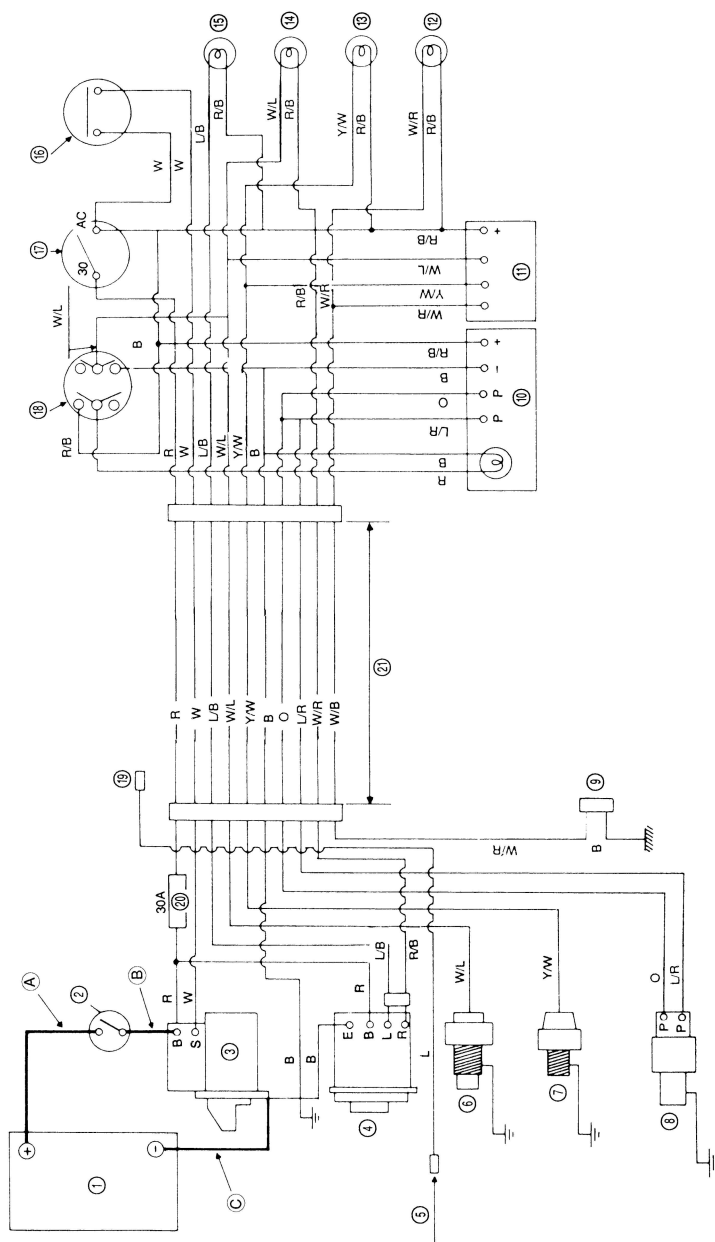 ⑮ ⑭ ⑬ ⑫
⑯
L/B
R/B
W/L
R/B
Y/W
R/B
W/R
R/B
W
W
⑰
AC
30
W/L
⑱
R/B
B
R/B
W/R
R/B
W/L
Y/W
W/R
+
⑪
R/B
B
O
L/R
B
R
+
-
P
P
⑩
R
W
L/B
W/L
Y/W
B
㉑
R
W
L/B
W/L
Y/W
B
O
L/R
W/R
W/B
⑲
⑨
W/R
B
30A
⑳
Ⓐ
②
Ⓑ
R
W
B
S
③
R
L/B
R/B
B
B
E
B
L
R
④
L
W/L
⑥
Y/W
⑦
O
L/R
P
P
⑧
+
-
①
Ⓒ
⑤